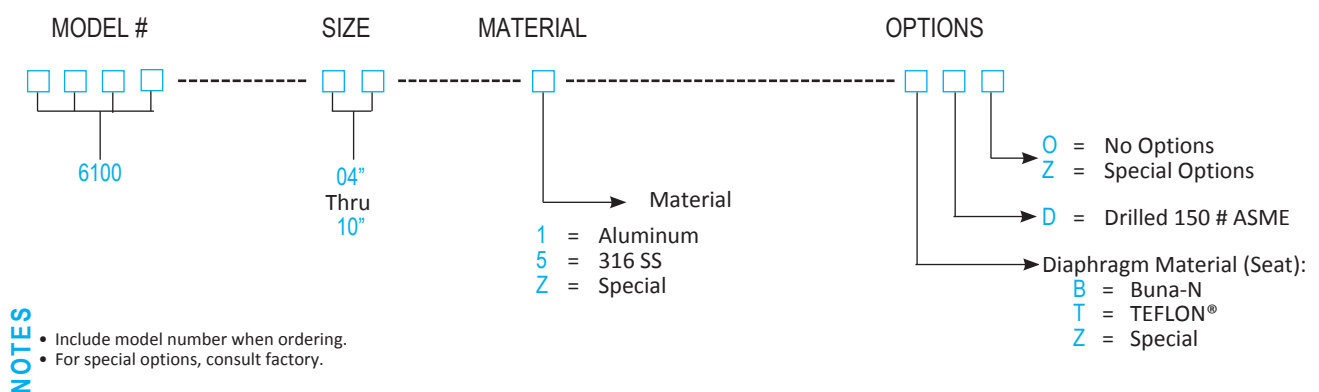 MODEL # SIZE MATERIAL OPTIONS
6100
04”
Thru
10”
Material
1 = Aluminum
5 = 316 SS
Z = Special
O = No Options
Z = Special Options
D = Drilled 150 # ASME
Diaphragm Material (Seat):
B = Buna-N
T = TEFLON®
Z = Special
NOTES
• Include model number when ordering.
• For special options, consult factory.